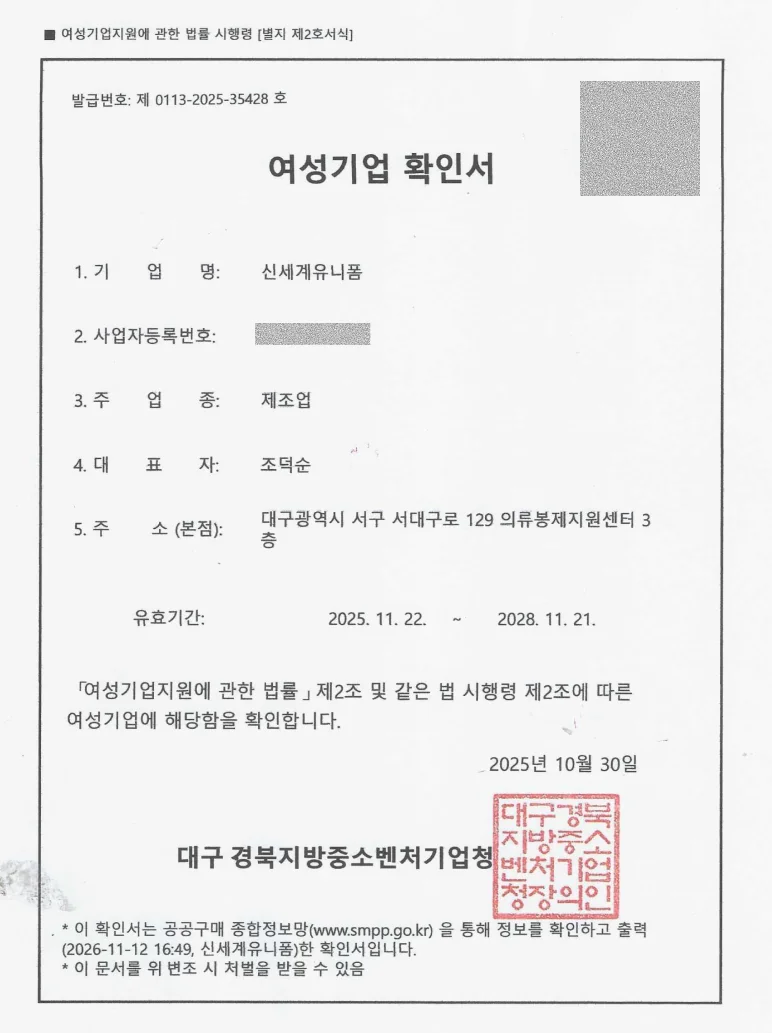 ■ 여성기업지원에 관한 법률 시행령 [별지 제2호서식]
발급번호: 제 0113-2025-35428 호
여성기업 확인서
1. 기 업 명: 신세계유니폼
2. 사업자등록번호:
3. 주 업 종: 제조업
4. 대 표 자: 조덕순
5. 주 소 (본점): 대구광역시 서구 서대구로 129 의류봉제지원센터 3
층
유효기간: 2025. 11. 22. ~ 2028. 11. 21.
「여성기업지원에 관한 법률」제2조 및 같은 법 시행령 제2조에 따른
여성기업에 해당함을 확인합니다.
2025년 10월 30일
대구 경북지방중소벤처기업청
대구경북
지방중소
벤처기업
청장의인
* 이 확인서는 공공구매 종합정보망(www.smpp.go.kr) 을 통해 정보를 확인하고 출력
(2026-11-12 16:49, 신세계유니폼)한 확인서입니다.
* 이 문서를 위 변조 시 처벌을 받을 수 있음